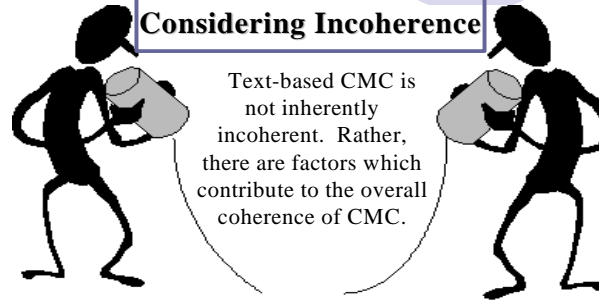 Considering Incoherence
Text-based CMC is
not inherently
incoherent.  Rather,
there are factors which
contribute to the overall
coherence of CMC.